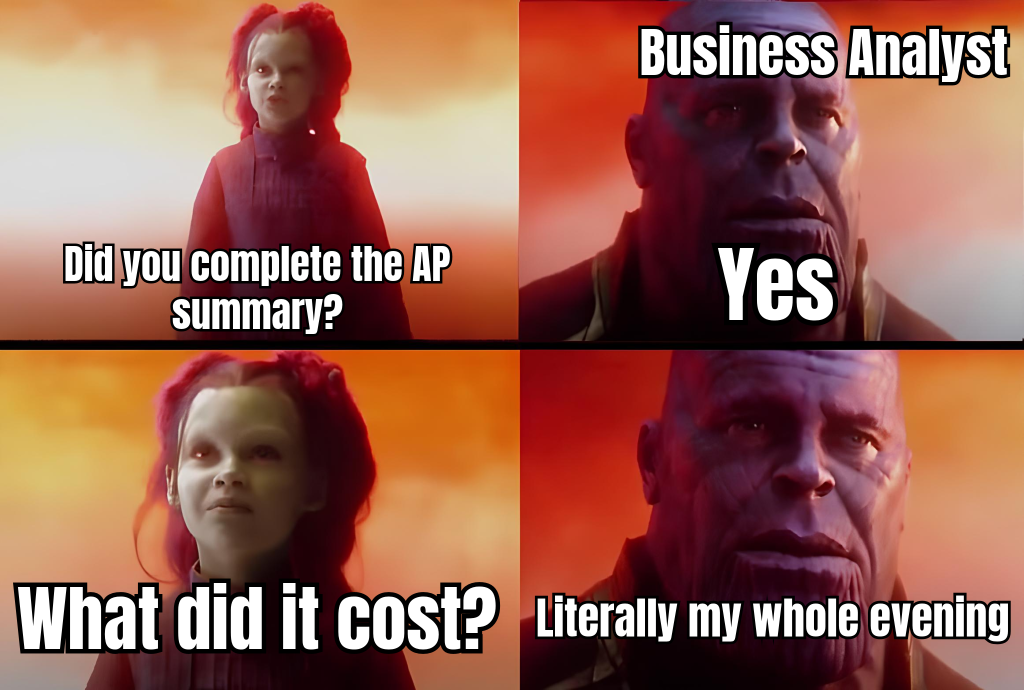 Did you complete the AP
summary?
Business Analyst
Yes
What did it cost?
Literally my whole evening